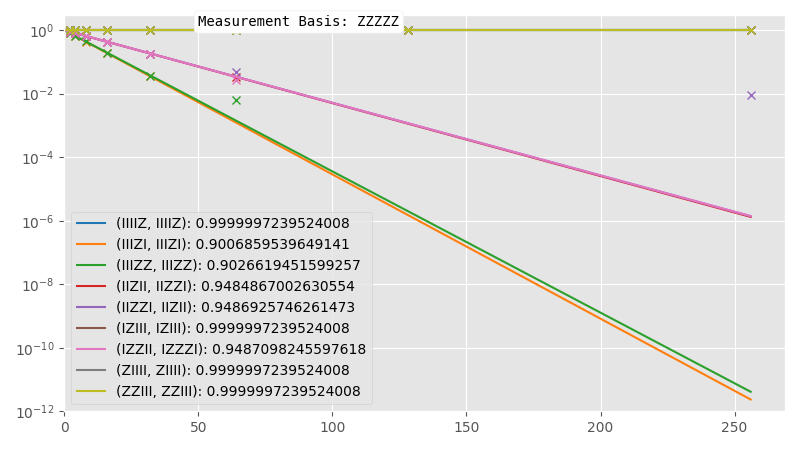 Measurement Basis: ZZZZZ
10^0
10^−2
10^−4
10^−6
10^−8
10^−10
10^−12
(IIIIZ, IIIIZ): 0.9999997239524008
(IIIZI, IIIZI): 0.9006859539649141
(IIIZZ, IIIZZ): 0.9026619451599257
(IIZII, IIZZI): 0.9484867002630554
(IIZZI, IIZII): 0.9486925746261473
(IZIII, IZIII): 0.9999997239524008
(IZZII, IZZZI): 0.9487098245597618
(ZIIII, ZIIII): 0.9999997239524008
(ZZIII, ZZIII): 0.9999997239524008
0 50 100 150 200 250